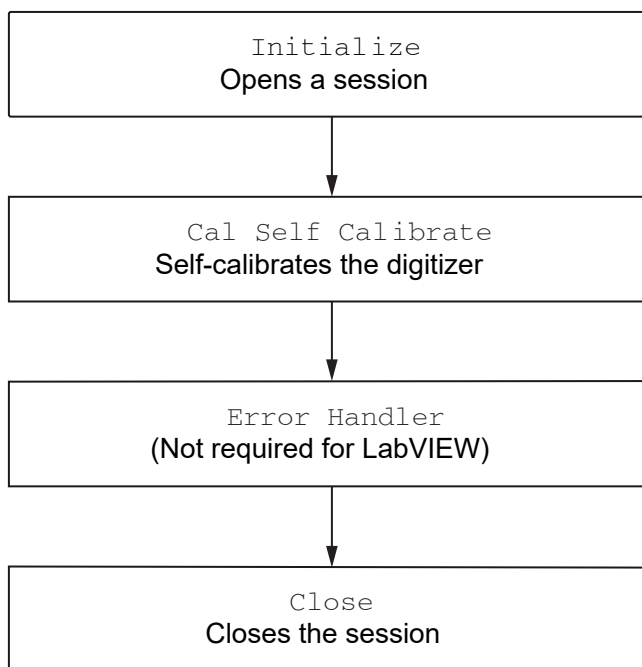 Initialize
Opens a session
Cal Self Calibrate
Self-calibrates the digitizer
Error Handler
(Not required for LabVIEW)
Close
Closes the session